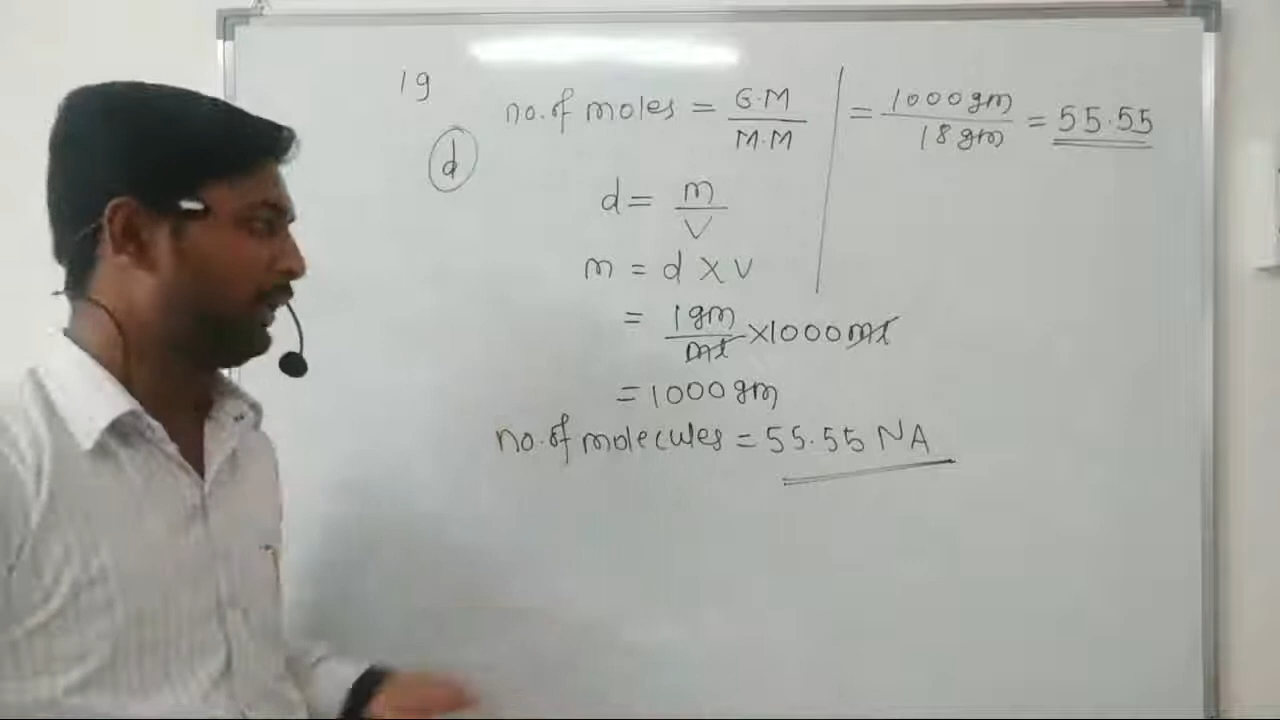 19
(d)
no. of moles = G.M / M.M = 1000gm / 18gm = 55.55
d = m / V
m = d × v
= 1gm / ml × 1000ml
= 1000gm
no. of molecules = 55.55 NA